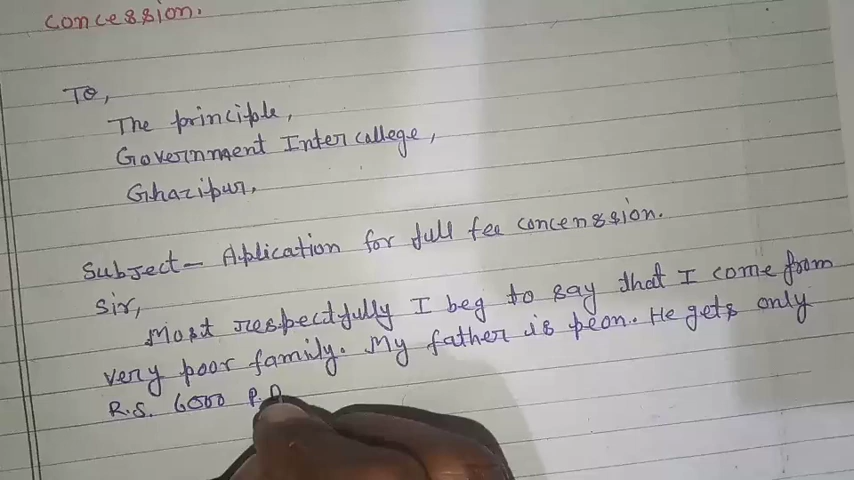 concession.
To,
The principle,
Government Inter college,
Ghazipur.
Subject- Aplication for full fee concenssion.
Sir,
Most respectfully I beg to say that I come from
very poor family. My father is peon. He gets only
R.S. 6000 P.